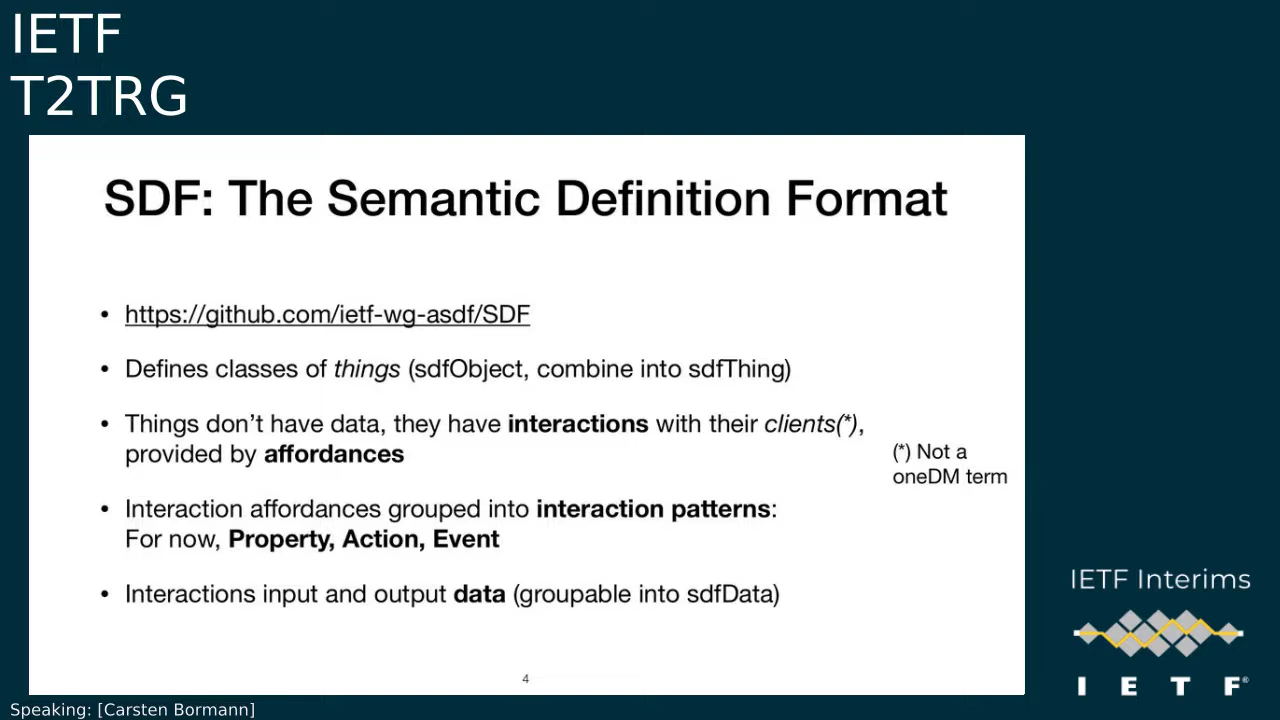 IETF
T2TRG
SDF: The Semantic Definition Format
• https://github.com/ietf-wg-asdf/SDF
• Defines classes of things (sdfObject, combine into sdfThing)
• Things don’t have data, they have interactions with their clients(*),
provided by affordances
(*) Not a
oneDM term
• Interaction affordances grouped into interaction patterns:
For now, Property, Action, Event
• Interactions input and output data (groupable into sdfData)
4
IETF Interims
I E T F®
Speaking: [Carsten Bormann]